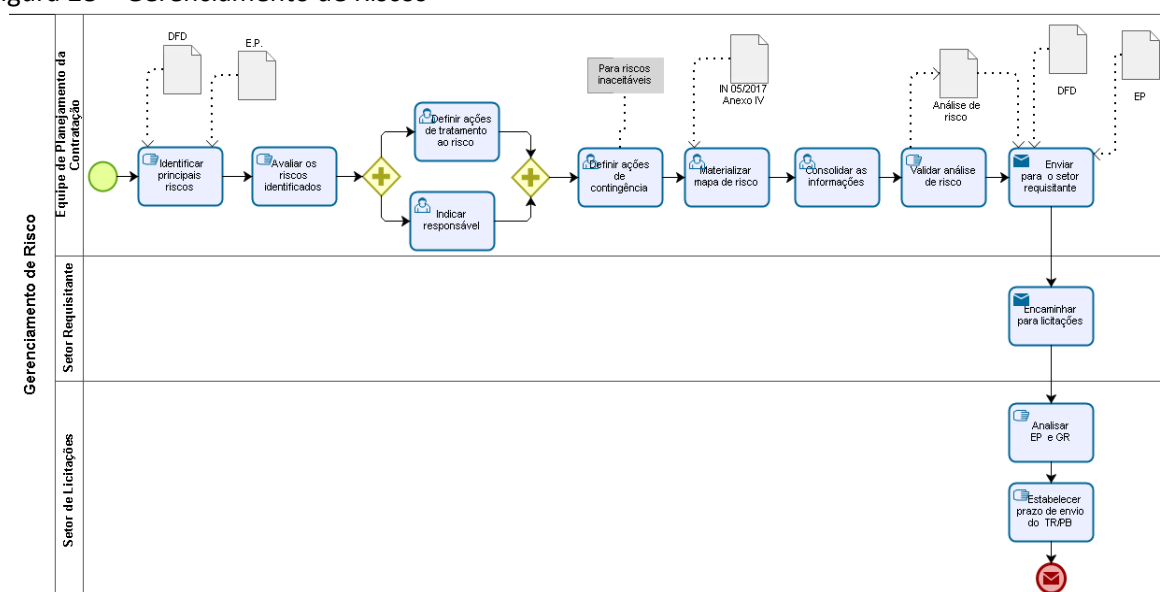 Gerenciamento de Risco
Equipe de Planejamento da
Contratação
DFD
E.P.
Identificar
principais
riscos
Avaliar os
riscos
identificados
Definir ações
de tratamento
ao risco
Indicar
responsável
Para riscos
inaceitáveis
Definir ações
de
contingência
IN 05/2017
Anexo IV
Materializar
mapa de risco
Consolidar as
informações
Validar análise
de risco
Análise de
risco
DFD
EP
Enviar
para o setor
requisitante
Setor Requisitante
Encaminhar
para licitações
Setor de Licitações
Analisar
EP e GR
Estabelecer
prazo de envio
do TR/PB